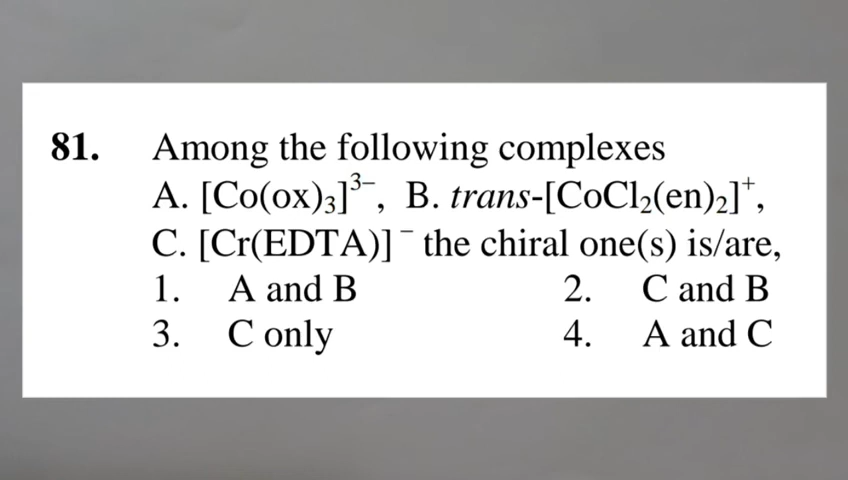 81. Among the following complexes
A. [Co(ox)₃]³⁻, B. trans-[CoCl₂(en)₂]⁺,
C. [Cr(EDTA)]⁻ the chiral one(s) is/are,
1. A and B 2. C and B
3. C only 4. A and C